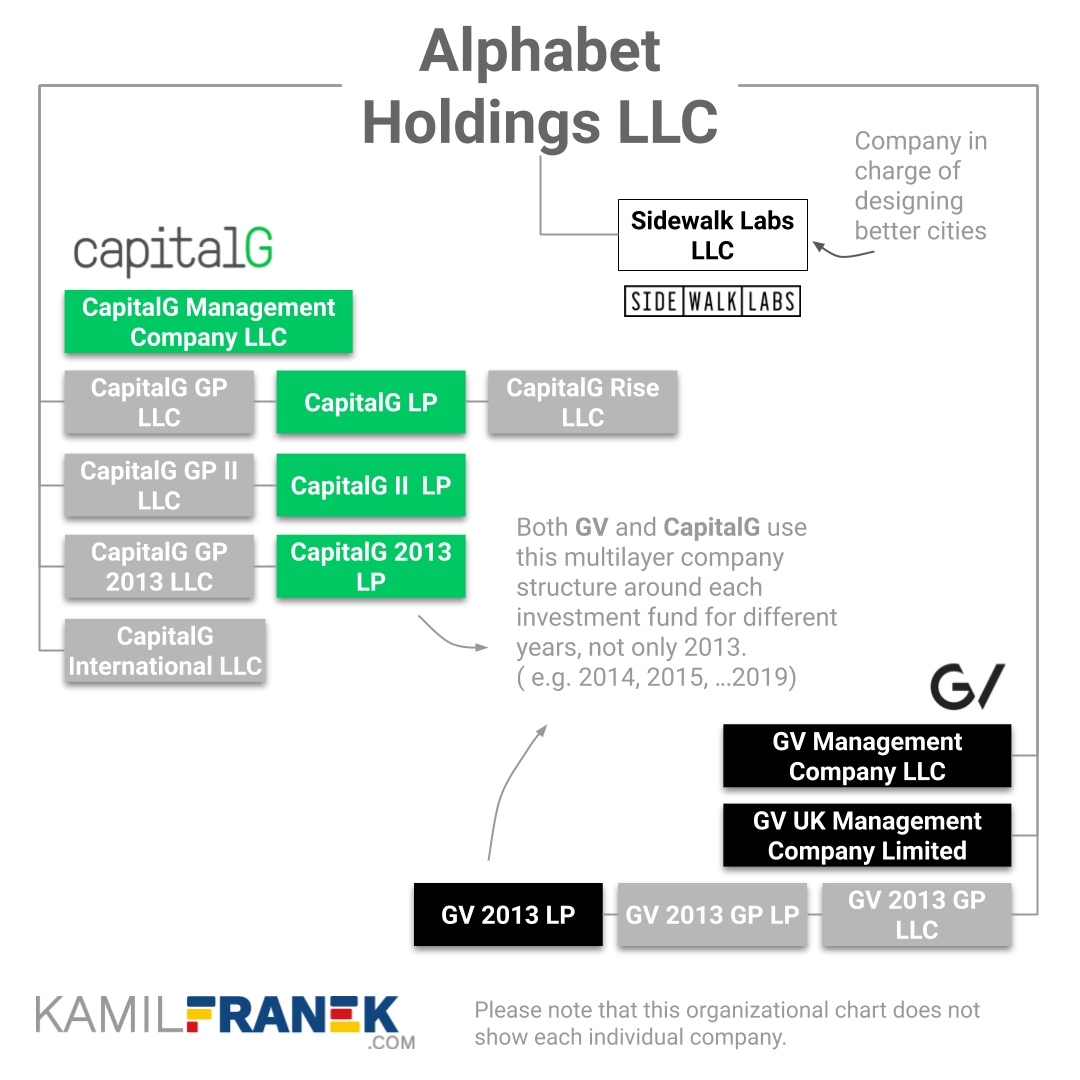 Alphabet
Holdings LLC
Company in
charge of
designing
better cities
Sidewalk Labs
LLC
SIDE WALK LABS
capitalG
CapitalG Management
Company LLC
CapitalG GP
LLC
CapitalG LP
CapitalG Rise
LLC
CapitalG GP II
LLC
CapitalG II  LP
CapitalG GP
2013 LLC
CapitalG 2013
LP
CapitalG
International LLC
Both GV and CapitalG use
this multilayer company
structure around each
investment fund for different
years, not only 2013.
( e.g. 2014, 2015, ...2019)
GV
GV Management
Company LLC
GV UK Management
Company Limited
GV 2013 LP
GV 2013 GP LP
GV 2013 GP
LLC
KAMILFRANEK
.COM
Please note that this organizational chart does not
show each individual company.